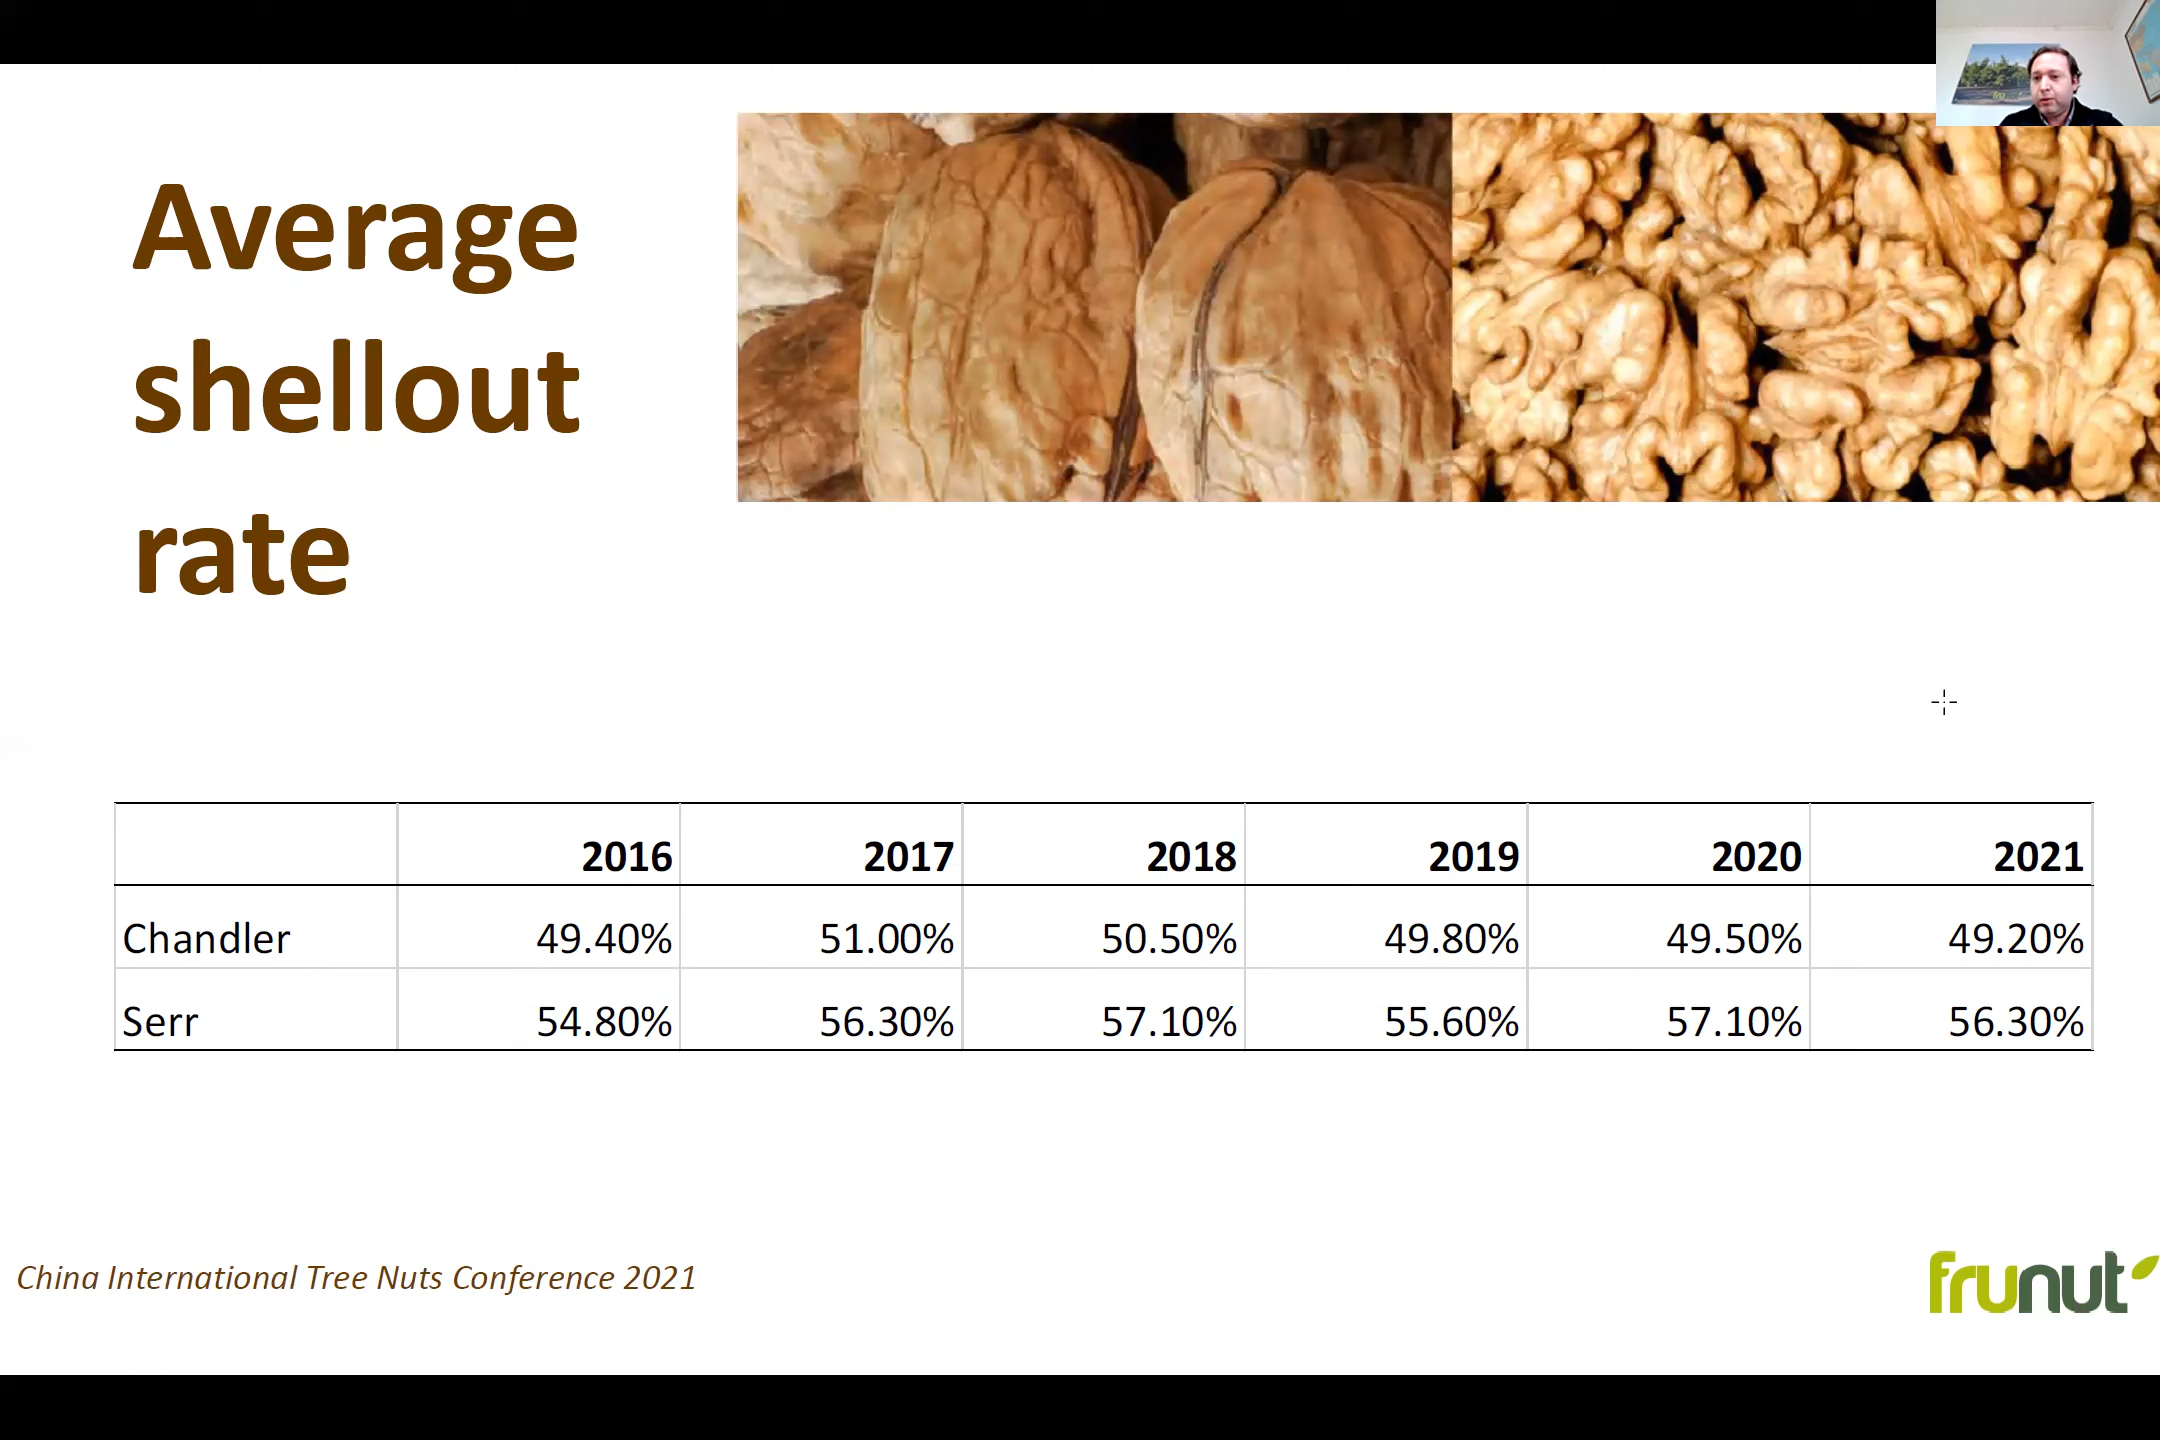 Average
shellout
rate
2016 2017 2018 2019 2020 2021
Chandler 49.40% 51.00% 50.50% 49.80% 49.50% 49.20%
Serr 54.80% 56.30% 57.10% 55.60% 57.10% 56.30%
China International Tree Nuts Conference 2021
frunut